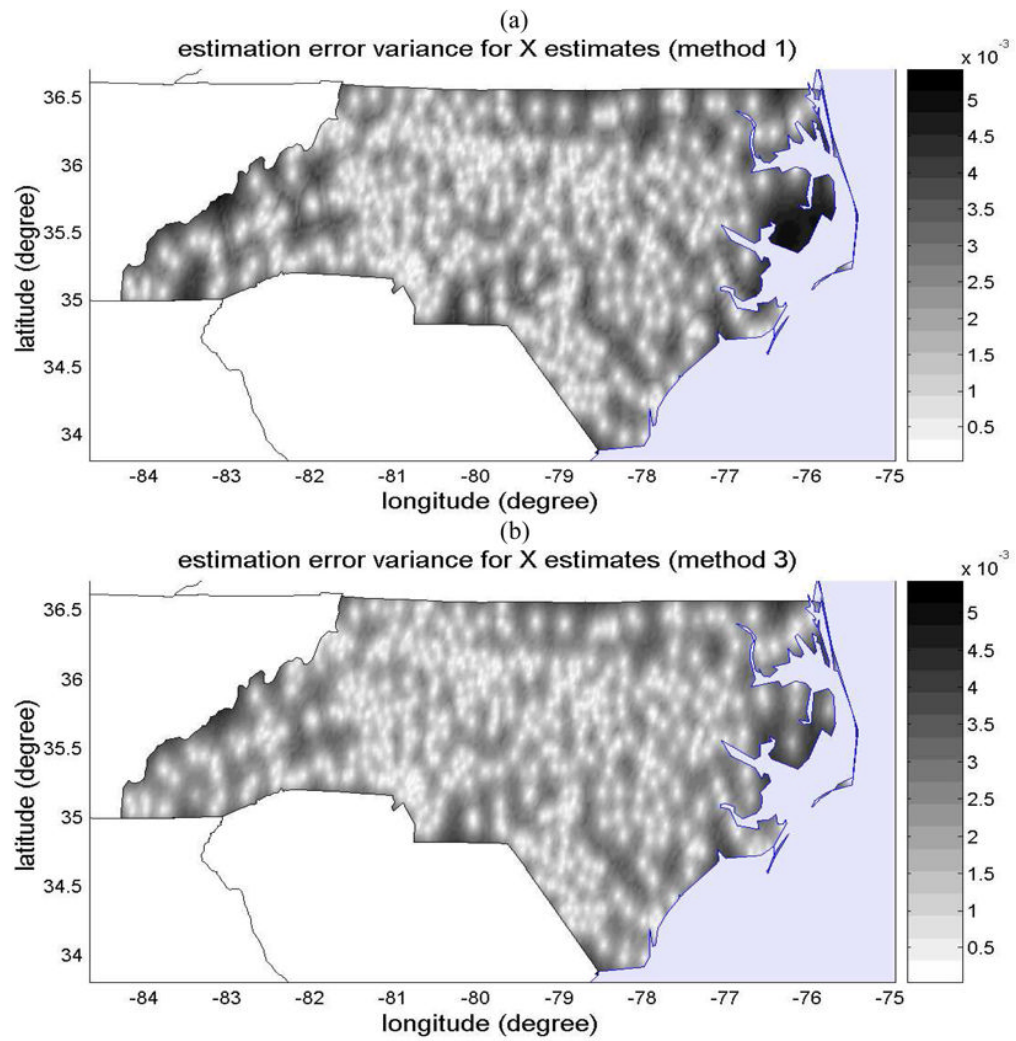 (a)
estimation error variance for X estimates (method 1)
x 10⁻³
36.5
36
35.5
35
34.5
34
latitude (degree)
-84 -83 -82 -81 -80 -79 -78 -77 -76 -75
longitude (degree)
5
4.5
4
3.5
3
2.5
2
1.5
1
0.5
(b)
estimation error variance for X estimates (method 3)
x 10⁻³
36.5
36
35.5
35
34.5
34
latitude (degree)
-84 -83 -82 -81 -80 -79 -78 -77 -76 -75
longitude (degree)
5
4.5
4
3.5
3
2.5
2
1.5
1
0.5